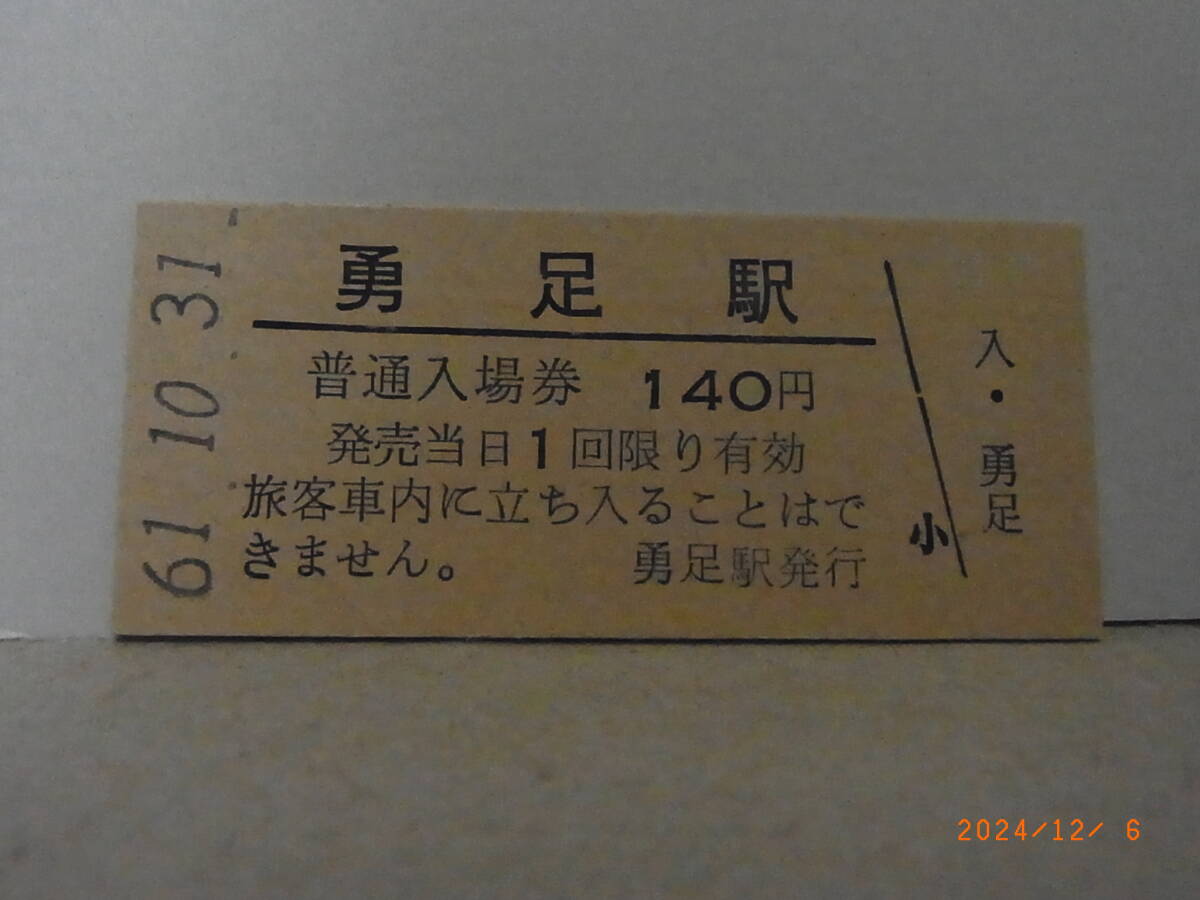 61.10.31
勇足駅
普通入場券 140円
発売当日1回限り有効
旅客車内に立ち入ることはで
きません。 勇足駅発行
小
入・勇足
2024/12/ 6